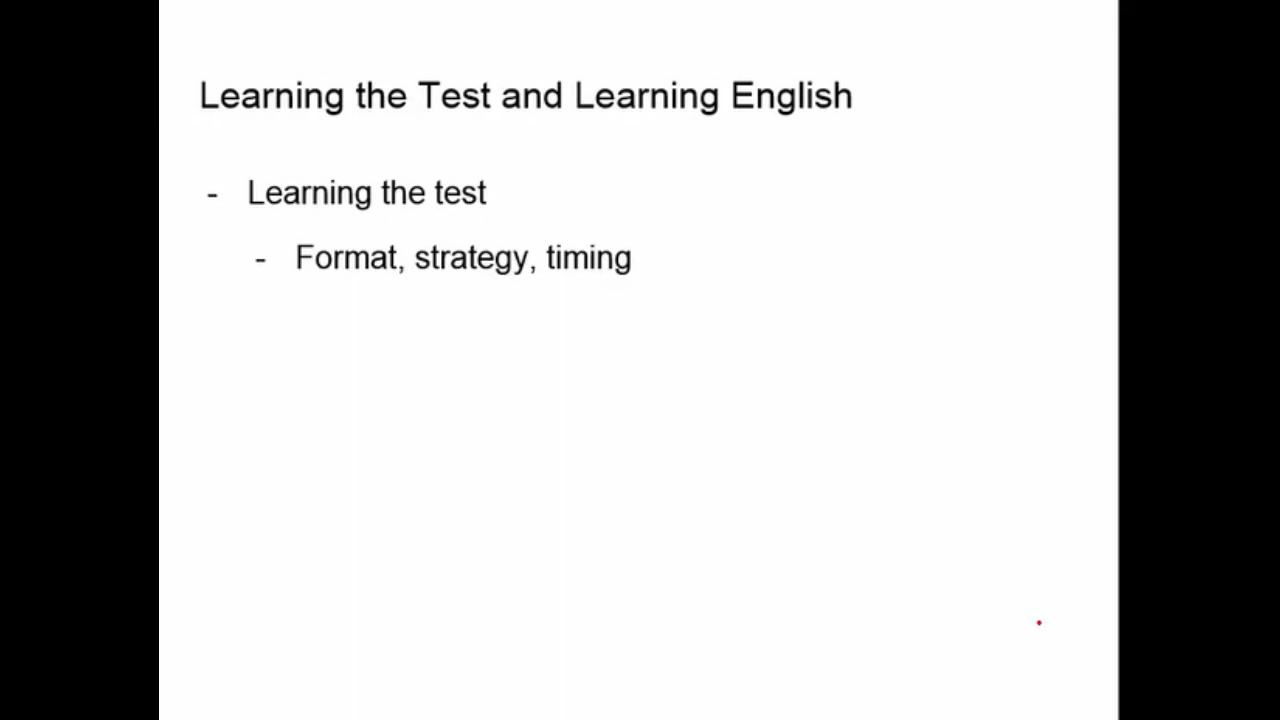 Learning the Test and Learning English
- Learning the test
- Format, strategy, timing